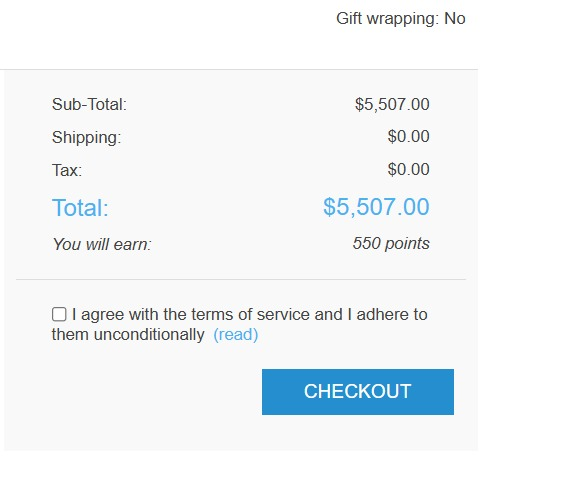 Gift wrapping: No
Sub-Total: $5,507.00
Shipping: $0.00
Tax: $0.00
Total: $5,507.00
You will earn: 550 points
I agree with the terms of service and I adhere to
them unconditionally (read)
CHECKOUT